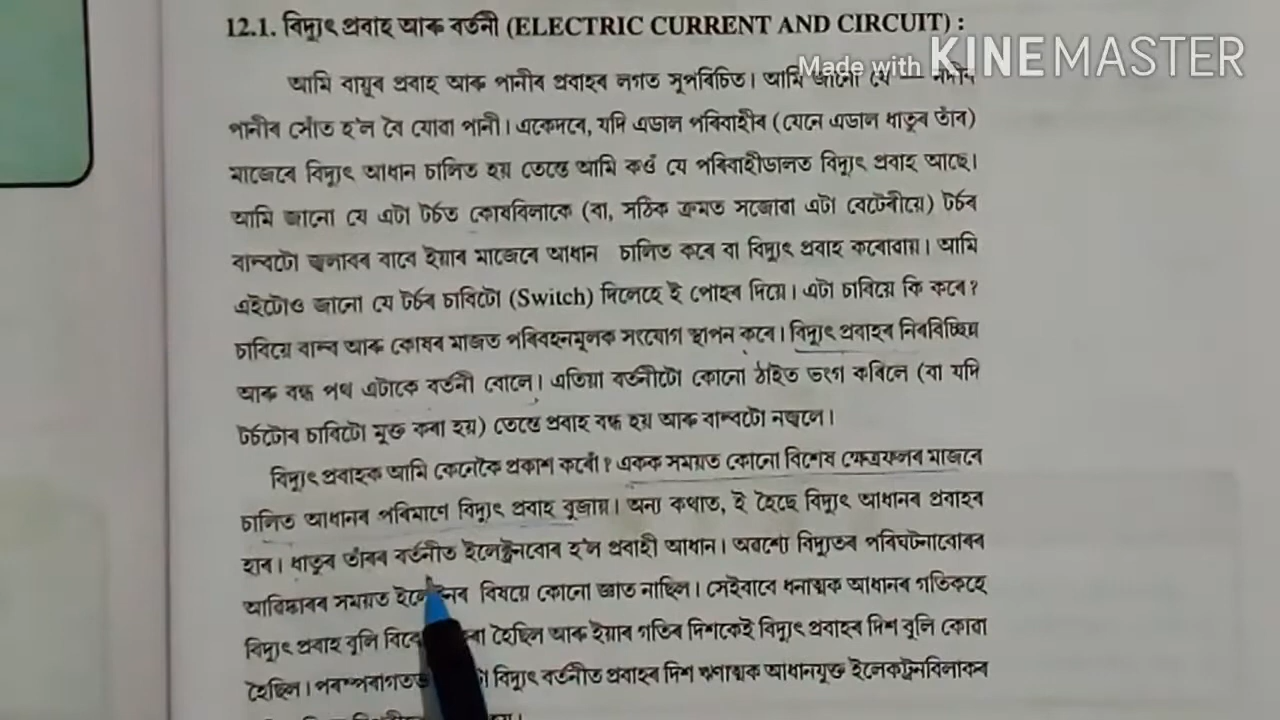 12.1. বিদ্যুৎ প্ৰবাহ আৰু বৰ্তনী (ELECTRIC CURRENT AND CIRCUIT) :
Made with KINEMASTER
আমি বায়ুৰ প্ৰবাহ আৰু পানীৰ প্ৰবাহৰ লগত সুপৰিচিত। আমি জানো যে — নদীৰ
পানীৰ সোঁত হ'ল বৈ যোৱা পানী। একেদৰে, যদি এডাল পৰিবাহীৰ (যেনে এডাল ধাতুৰ তাঁৰ)
মাজেৰে বিদ্যুৎ আধান চালিত হয় তেন্তে আমি কওঁ যে পৰিবাহীডালত বিদ্যুৎ প্ৰবাহ আছে।
আমি জানো যে এটা টৰ্চত কোষবিলাকে (বা, সঠিক ক্ৰমত সজোৱা এটা বেটেৰীয়ে) টৰ্চৰ
বাল্বটো জ্বলাবৰ বাবে ইয়াৰ মাজেৰে আধান চালিত কৰে বা বিদ্যুৎ প্ৰবাহ কৰোৱায়। আমি
এইটোও জানো যে টৰ্চৰ চাবিটো (Switch) দিলেহে ই পোহৰ দিয়ে। এটা চাবিয়ে কি কৰে?
চাবিয়ে বাল্ব আৰু কোষৰ মাজত পৰিবহনমূলক সংযোগ স্থাপন কৰে। বিদ্যুৎ প্ৰবাহৰ নিৰবিচ্ছিন্ন
আৰু বদ্ধ পথ এটাকে বৰ্তনী বোলে। এতিয়া বৰ্তনীটো কোনো ঠাইত ভংগ কৰিলে (বা যদি
টৰ্চটোৰ চাবিটো মুক্ত কৰা হয়) তেন্তে প্ৰবাহ বন্ধ হয় আৰু বাল্বটো নজ্বলে।
বিদ্যুৎ প্ৰবাহক আমি কেনেকৈ প্ৰকাশ কৰোঁ? একক সময়ত কোনো বিশেষ ক্ষেত্ৰফলৰ মাজেৰে
চালিত আধানৰ পৰিমাণে বিদ্যুৎ প্ৰবাহ বুজায়। অন্য কথাত, ই হৈছে বিদ্যুৎ আধানৰ প্ৰবাহৰ
হাৰ। ধাতুৰ তাঁৰৰ বৰ্তনীত ইলেক্ট্ৰনবোৰ হ'ল প্ৰবাহী আধান। অৱশ্যে বিদ্যুতৰ পৰিঘটনাবোৰৰ
আৱিষ্কাৰৰ সময়ত বিষয়ে কোনো জ্ঞাত নাছিল। সেইবাবে ধনাত্মক আধানৰ গতিকহে
বিদ্যুৎ প্ৰবাহ বুলি হৈছিল আৰু ইয়াৰ গতিৰ দিশকেই বিদ্যুৎ প্ৰবাহৰ দিশ বুলি কোৱা
হৈছিল। বিদ্যুৎ বৰ্তনীত প্ৰবাহৰ দিশ ঋণাত্মক আধানযুক্ত ইলেকট্ৰনবিলাকৰ